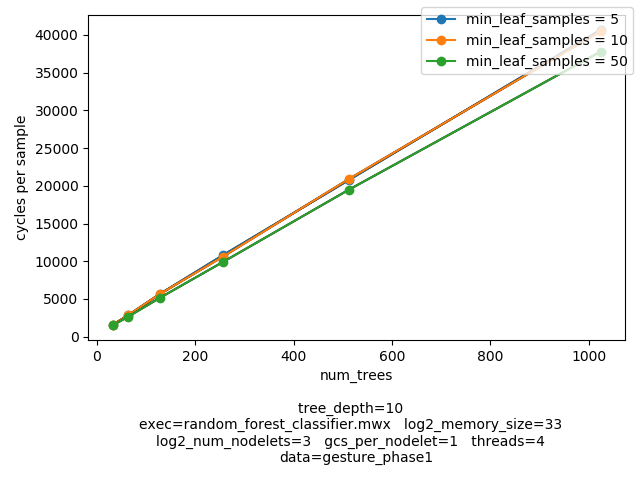 min_leaf_samples = 5
min_leaf_samples = 10
min_leaf_samples = 50
cycles per sample
40000
35000
30000
25000
20000
15000
10000
5000
0
0 200 400 600 800 1000
num_trees
tree_depth=10
exec=random_forest_classifier.mwx log2_memory_size=33
log2_num_nodelets=3 gcs_per_nodelet=1 threads=4
data=gesture_phase1